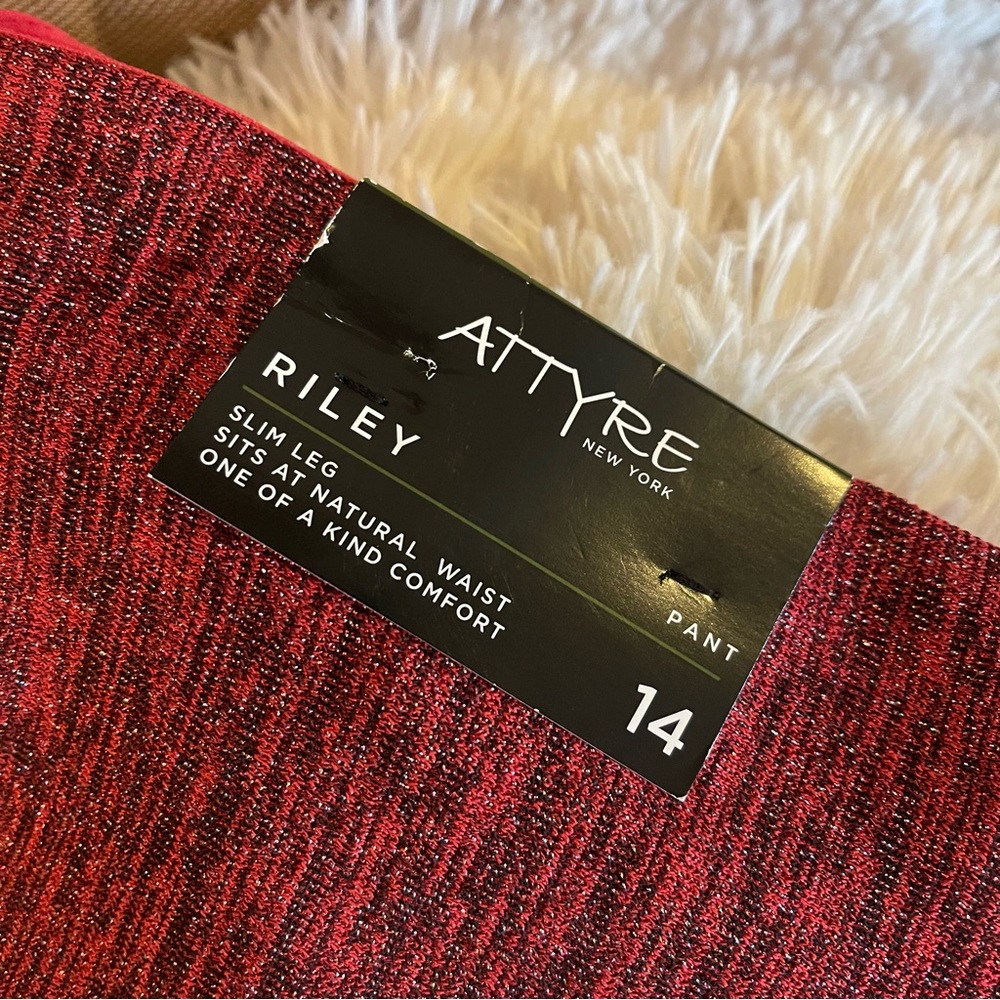 ATTYRE
NEW YORK
RILEY
PANT
SLIM LEG
SITS AT NATURAL WAIST
ONE OF A KIND COMFORT
14